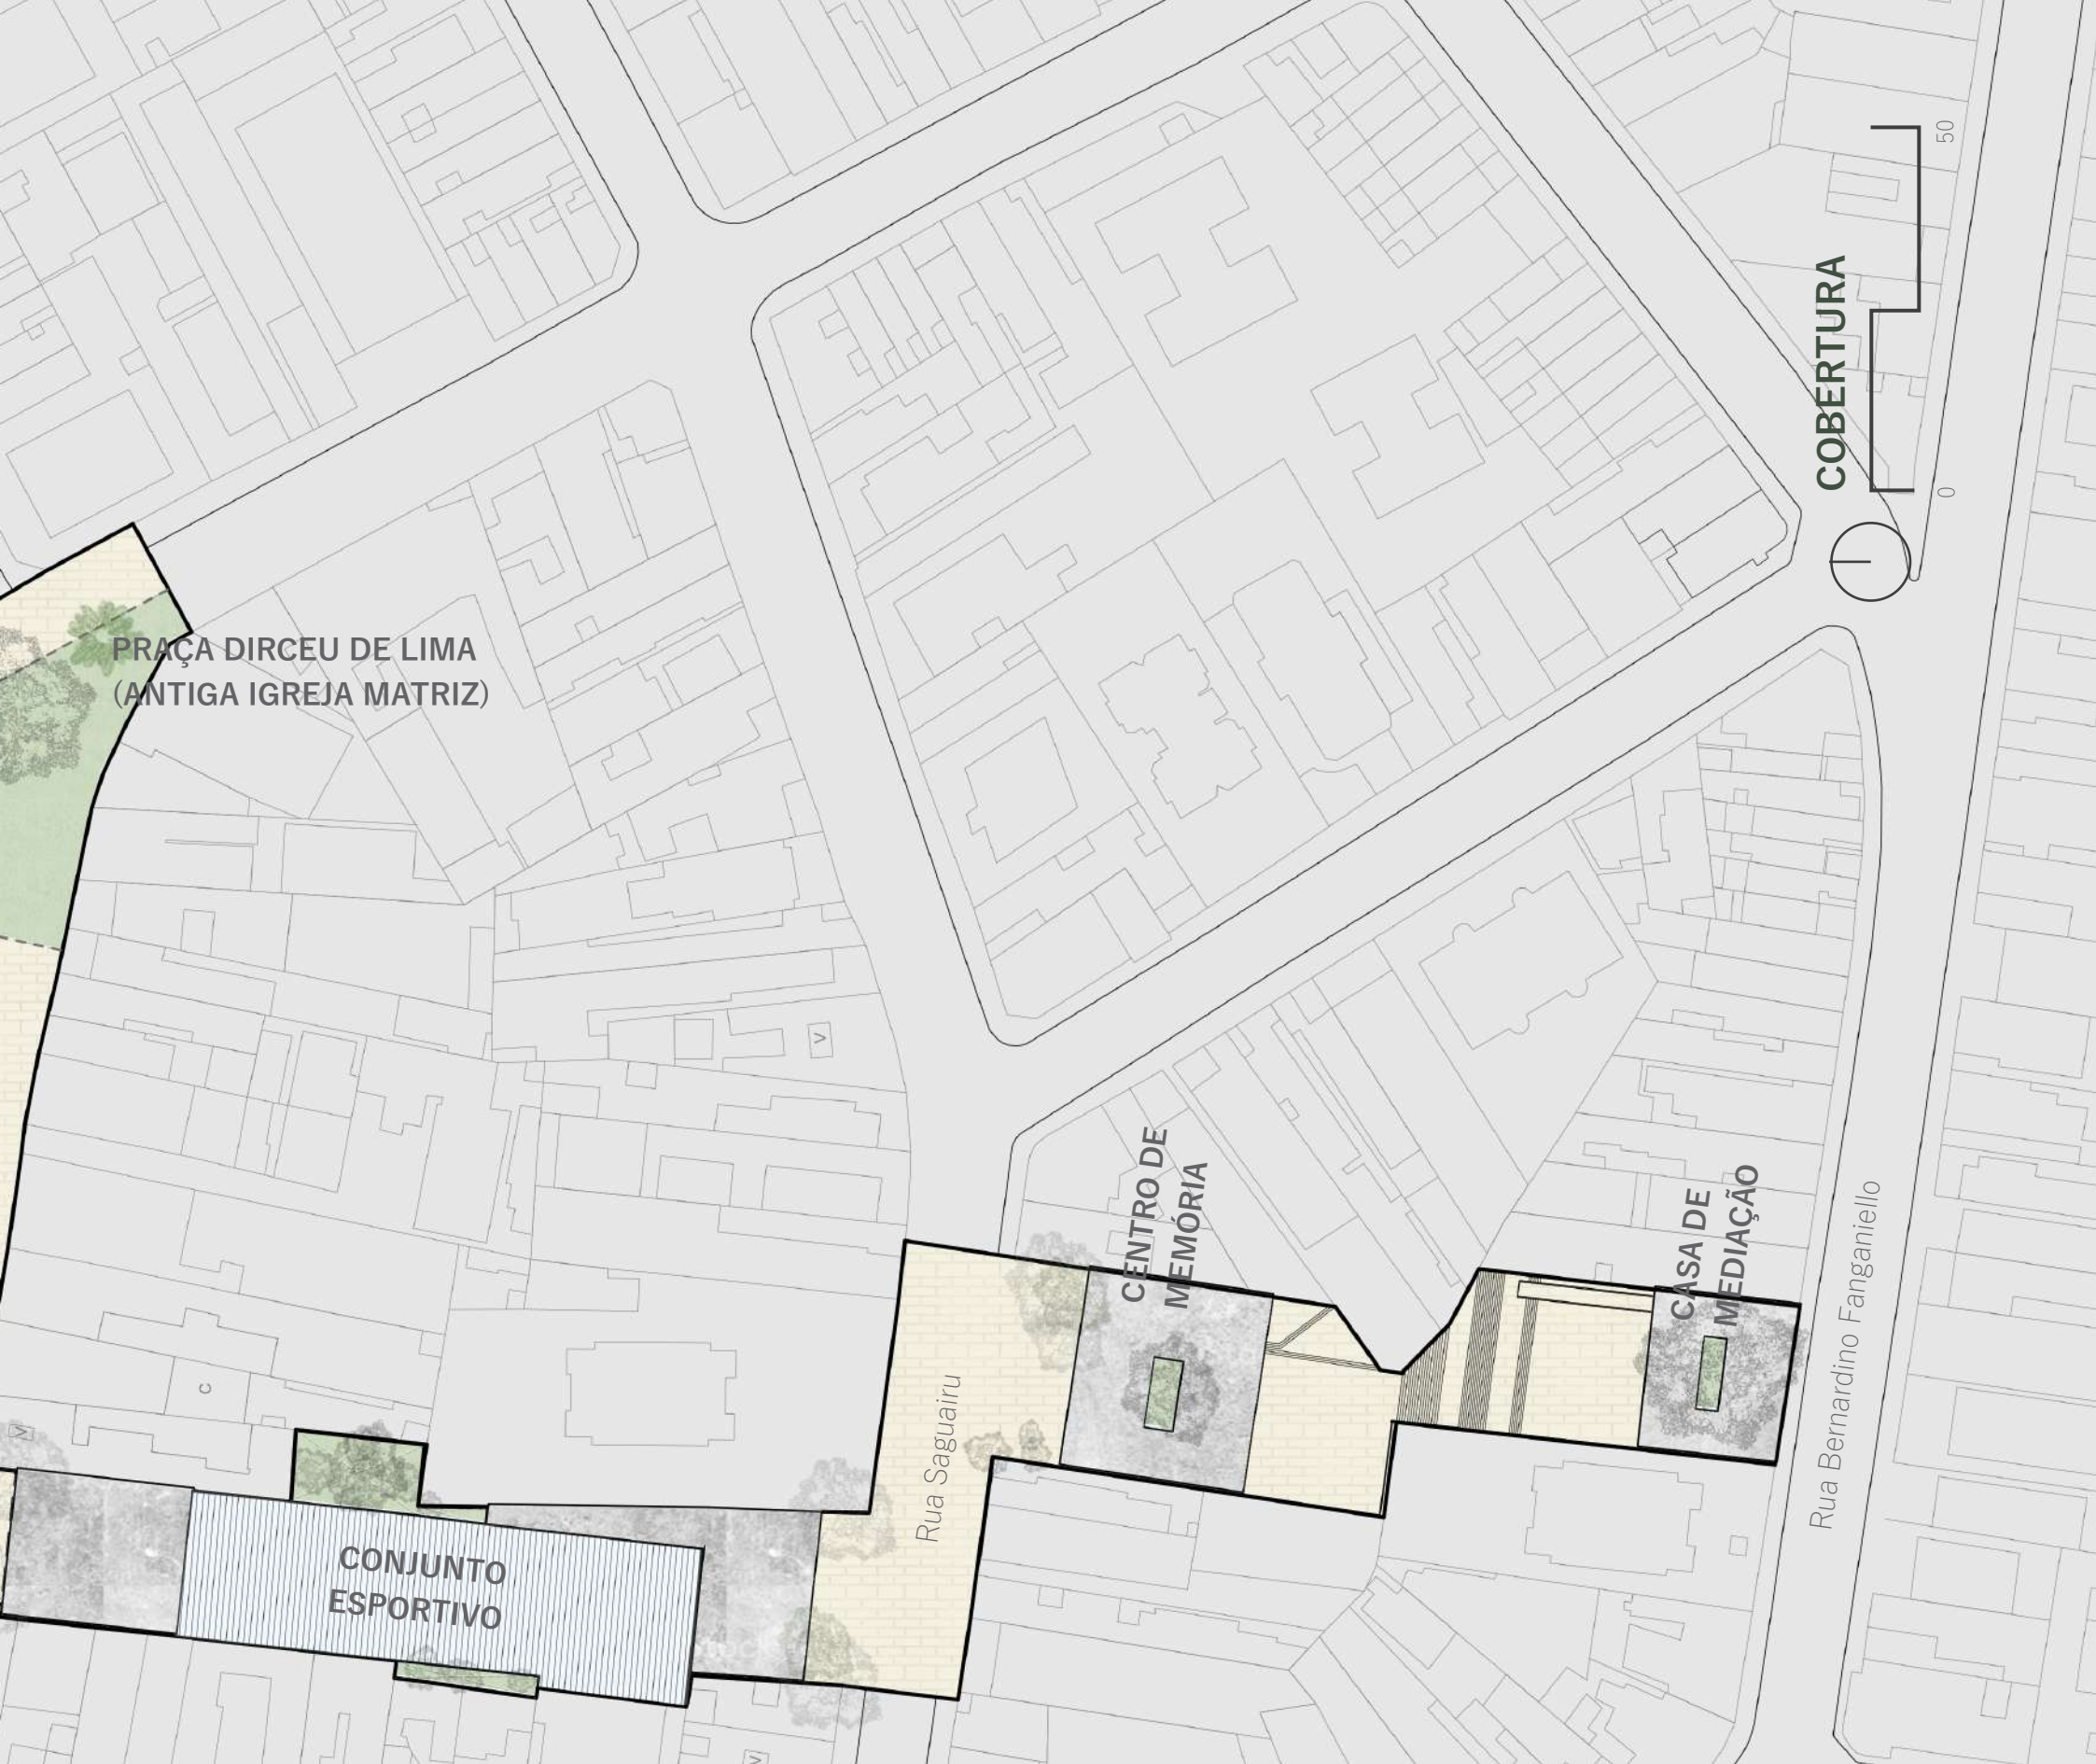 50
COBERTURA
0
PRAÇA DIRCEU DE LIMA
(ANTIGA IGREJA MATRIZ)
V
CENTRO DE
MEMÓRIA
CASA DE
MEDIAÇÃO
Rua Bernardino Fanganiello
Rua Saguairu
C
V
CONJUNTO
ESPORTIVO
V